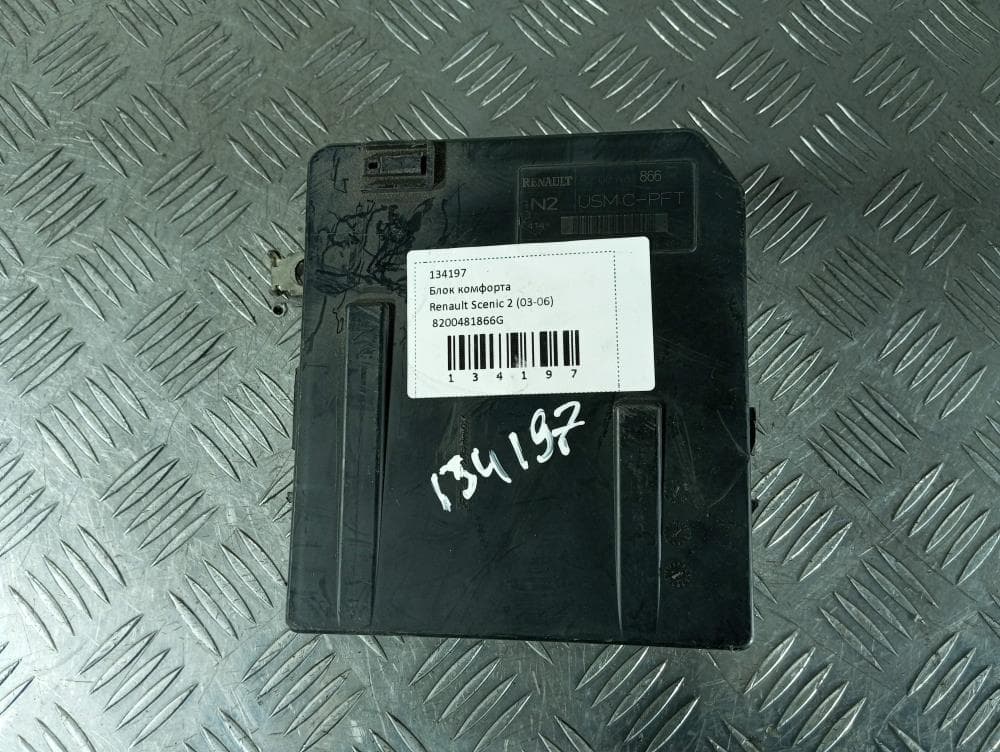 RENAULT 866
N2 USM C-PFT
134197
Блок комфорта
Renault Scenic 2 (03-06)
8200481866G
1 3 4 1 9 7
134197